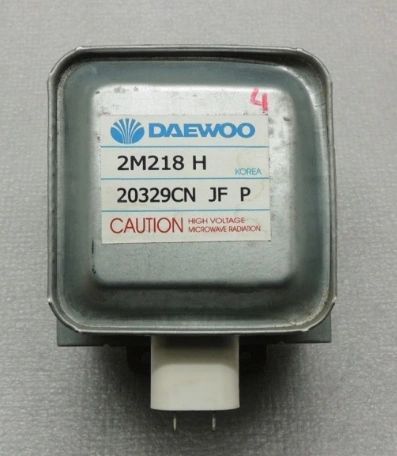 4
DAEWOO
2M218 H
KOREA
20329CN JF P
CAUTION HIGH VOLTAGE
MICROWAVE RADIATION